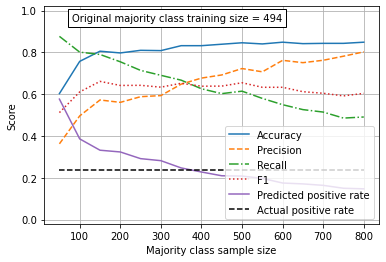 Original majority class training size = 494
1.0
0.8
0.6
0.4
0.2
0.0
Score
Accuracy
Precision
Recall
F1
Predicted positive rate
Actual positive rate
100 200 300 400 500 600 700 800
Majority class sample size